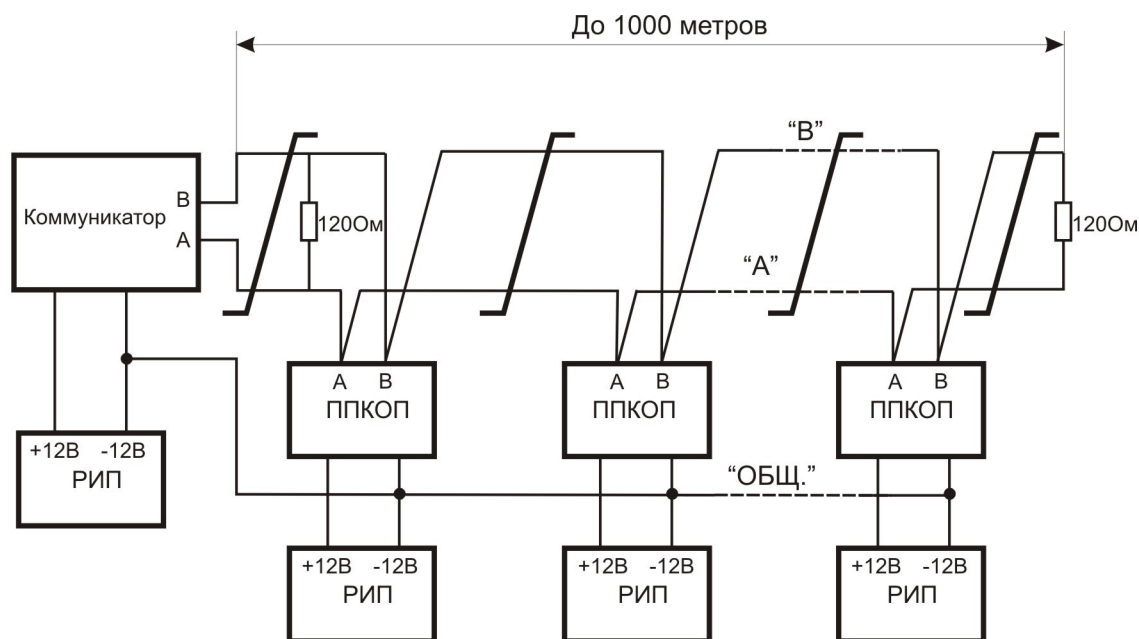 До 1000 метров
“В”
В
Коммуникатор
А
120Ом
120Ом
“А”
А В
ППКОП
А В
ППКОП
А В
ППКОП
+12В -12В
РИП
“ОБЩ.”
+12В -12В
РИП
+12В -12В
РИП
+12В -12В
РИП